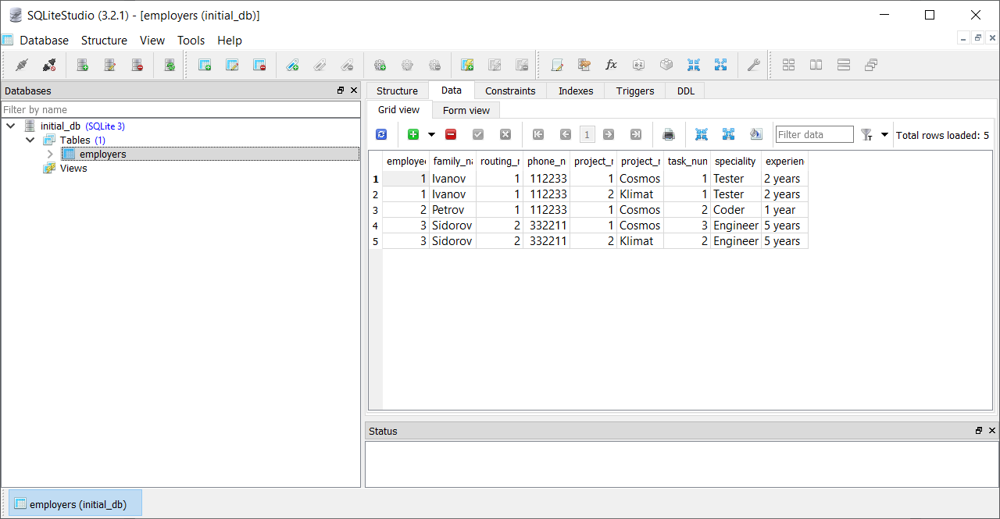 SQLiteStudio (3.2.1) - [employers (initial_db)]
Database Structure View Tools Help
Databases
Filter by name
initial_db (SQLite 3)
Tables (1)
employers
Views
Structure Data Constraints Indexes Triggers DDL
Grid view Form view
1 Filter data Total rows loaded: 5
employee family_na routing_r phone_n project_r project_r task_num speciality experien
1 1 Ivanov 1 112233 1 Cosmos 1 Tester 2 years
2 1 Ivanov 1 112233 2 Klimat 1 Tester 2 years
3 2 Petrov 1 112233 1 Cosmos 2 Coder 1 year
4 3 Sidorov 2 332211 1 Cosmos 3 Engineer 5 years
5 3 Sidorov 2 332211 2 Klimat 2 Engineer 5 years
Status
employers (initial_db)